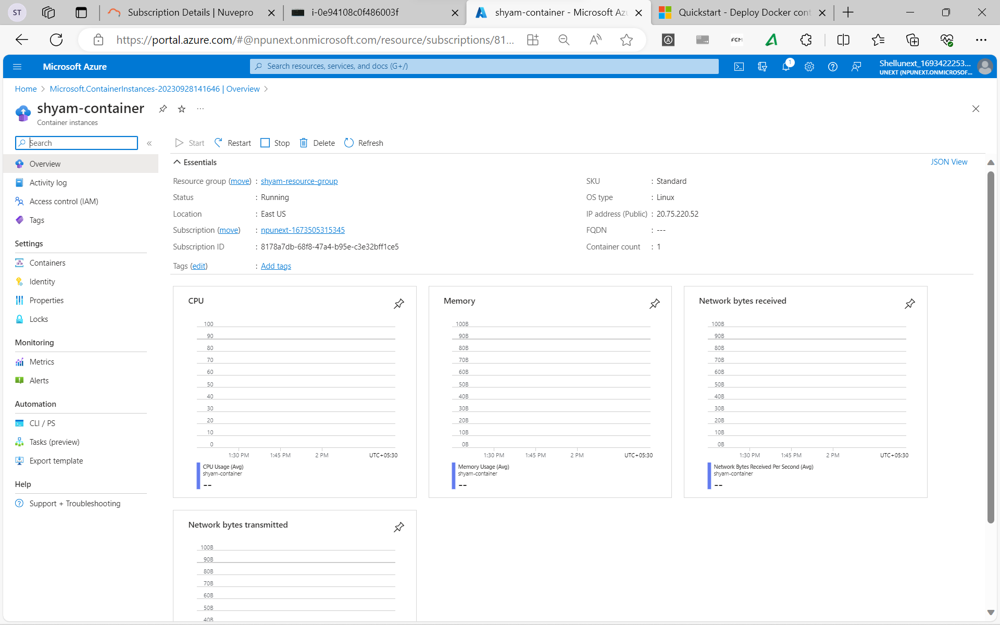 ST
Subscription Details | Nuvepro
i-0e94108c0f486003f
shyam-container - Microsoft Azu
Quickstart - Deploy Docker cont
https://portal.azure.com/#@npunext.onmicrosoft.com/resource/subscriptions/81...
A
FCM
Microsoft Azure
Search resources, services, and docs (G+/)
1
Shellunext_1693422253...
UNEXT (NPUNEXT.ONMICROSOF...
Home > Microsoft.ContainerInstances-20230928141646 | Overview >
shyam-container
Container instances
Search
«
Start
Restart
Stop
Delete
Refresh
Overview
Activity log
Access control (IAM)
Tags
Settings
Containers
Identity
Properties
Locks
Monitoring
Metrics
Alerts
Automation
CLI / PS
Tasks (preview)
Export template
Help
Support + Troubleshooting
Essentials
JSON View
Resource group (move) : shyam-resource-group
Status : Running
Location : East US
Subscription (move) : npunext-1673505315345
Subscription ID : 8178a7db-68f8-47a4-b95e-c3e32bff1ce5
Tags (edit) : Add tags
SKU : Standard
OS type : Linux
IP address (Public) : 20.75.220.52
FQDN : ---
Container count : 1
CPU
100
90
80
70
60
50
40
30
20
10
0
1:30 PM 1:45 PM 2 PM UTC+05:30
CPU Usage (Avg)
shyam-container
--
Memory
100B
90B
80B
70B
60B
50B
40B
30B
20B
10B
0B
1:30 PM 1:45 PM 2 PM UTC+05:30
Memory Usage (Avg)
shyam-container
--
Network bytes received
100B
90B
80B
70B
60B
50B
40B
30B
20B
10B
0B
1:30 PM 1:45 PM 2 PM UTC+05:30
Network Bytes Received Per Second (Avg)
shyam-container
--
Network bytes transmitted
100B
90B
80B
70B
60B
50B
40B